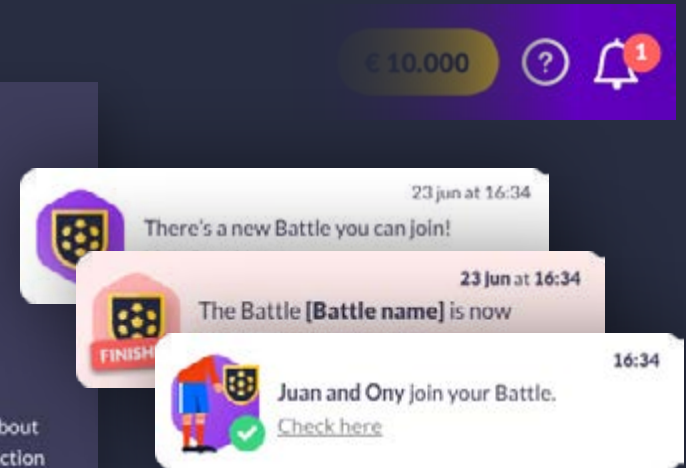 € 10.000 ? 1
23 jun at 16:34
There's a new Battle you can join!
23 jun at 16:34
The Battle [Battle name] is now
FINISH
16:34
Juan and Ony join your Battle.
Check here
bout
ction